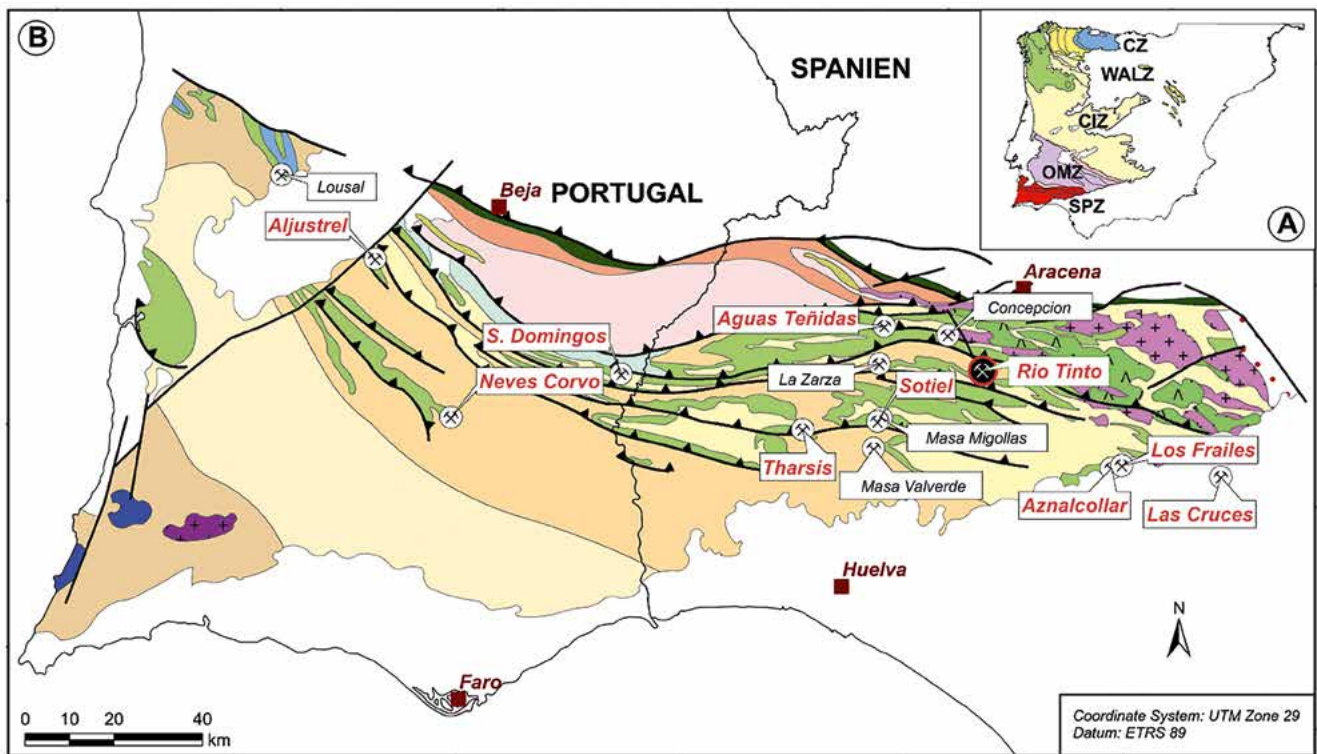 B
SPANIEN
CZ
WALZ
CIZ
OMZ
SPZ
A
Lousal
Beja
PORTUGAL
Aljustrel
Aracena
Concepcion
Aguas Teñidas
S. Domingos
Rio Tinto
La Zarza
Sotiel
Neves Corvo
Masa Migollas
Los Frailes
Tharsis
Masa Valverde
Aznalcollar
Las Cruces
Huelva
N
Faro
0 10 20 40
km
Coordinate System: UTM Zone 29
Datum: ETRS 89